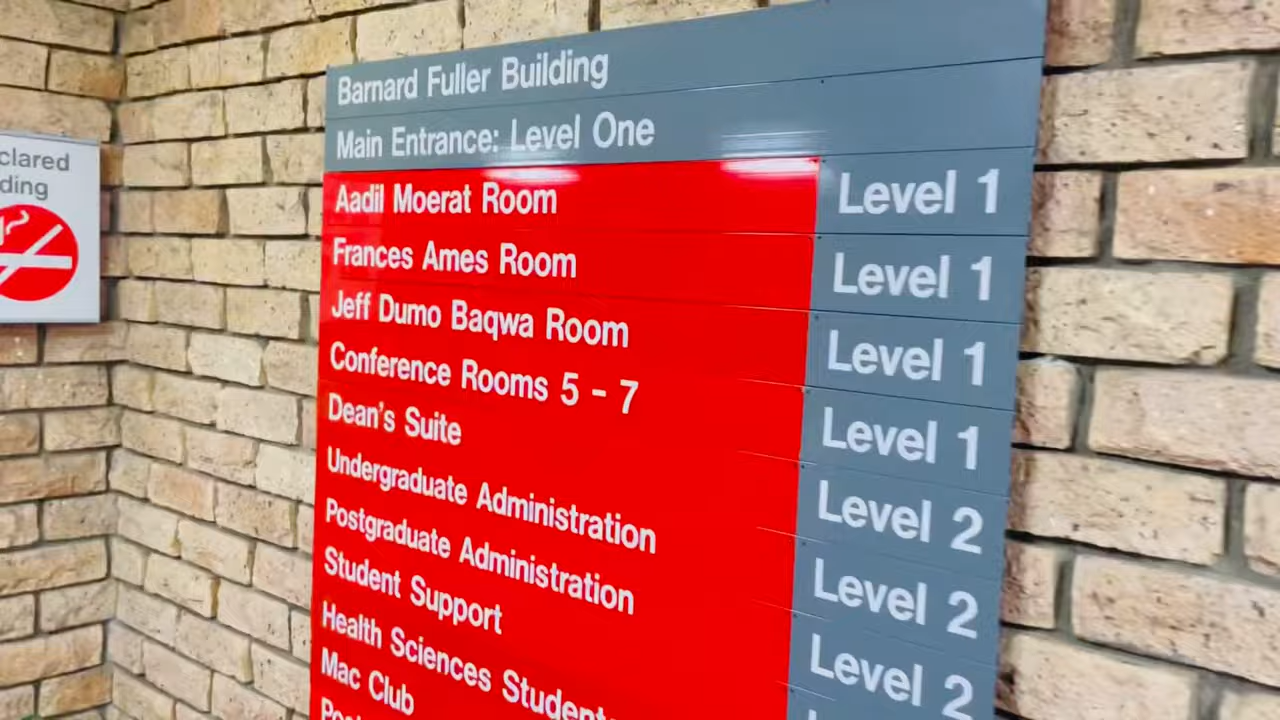 Barnard Fuller Building
Main Entrance: Level One
Aadil Moerat Room Level 1
Frances Ames Room Level 1
Jeff Dumo Baqwa Room Level 1
Conference Rooms 5 - 7 Level 1
Dean's Suite Level 2
Undergraduate Administration Level 2
Postgraduate Administration Level 2
Student Support
Health Sciences
Mac Club